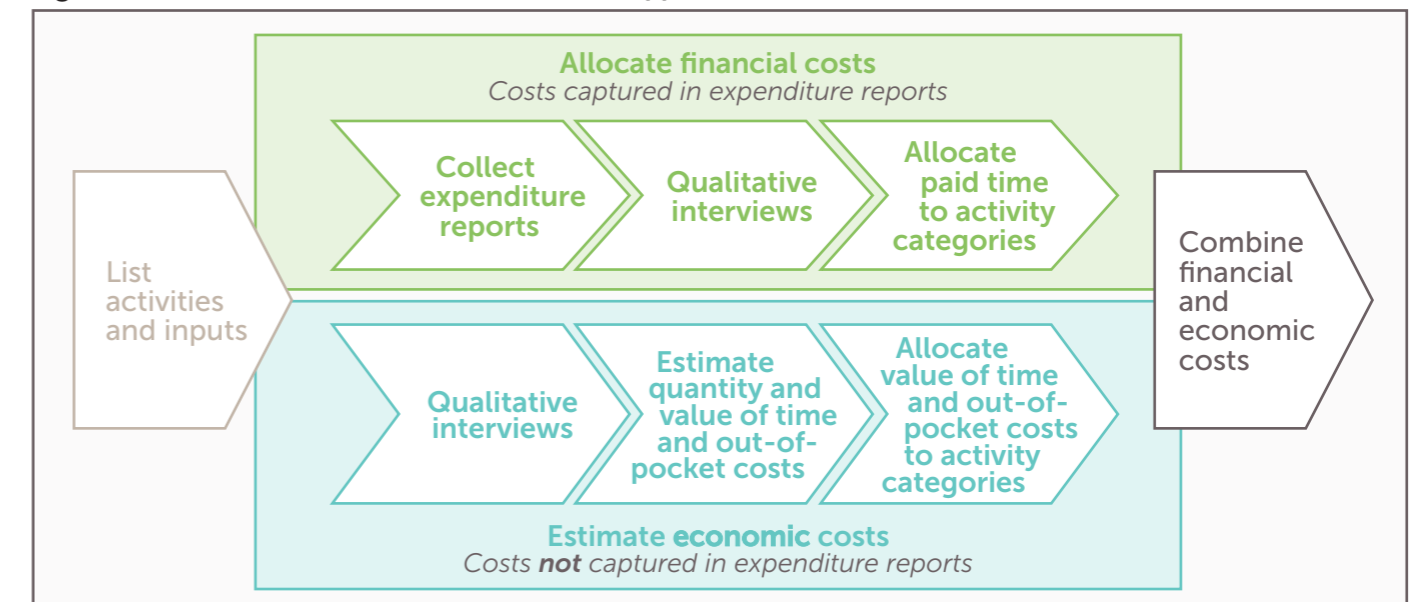 List
activities
and inputs
Allocate financial costs
Costs captured in expenditure reports
Collect
expenditure
reports
Qualitative
interviews
Allocate
paid time
to activity
categories
Qualitative
interviews
Estimate
quantity and
value of time
and out-of-
pocket costs
Allocate
value of time
and out-of-
pocket costs
to activity
categories
Estimate economic costs
Costs not captured in expenditure reports
Combine
financial
and
economic
costs